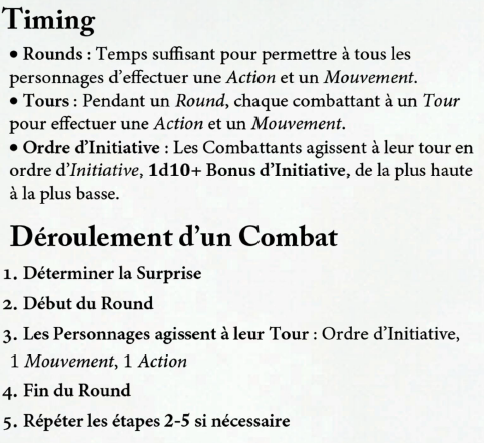 Timing
• Rounds : Temps suffisant pour permettre à tous les
personnages d'effectuer une Action et un Mouvement.
• Tours : Pendant un Round, chaque combattant à un Tour
pour effectuer une Action et un Mouvement.
• Ordre d'Initiative : Les Combattants agissent à leur tour en
ordre d'Initiative, 1d10+ Bonus d'Initiative, de la plus haute
à la plus basse.
Déroulement d'un Combat
1. Déterminer la Surprise
2. Début du Round
3. Les Personnages agissent à leur Tour : Ordre d'Initiative,
1 Mouvement, 1 Action
4. Fin du Round
5. Répéter les étapes 2-5 si nécessaire